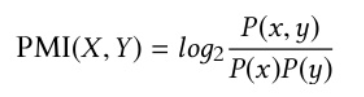 PMI(X, Y) = log₂ P(x, y) / P(x)P(y)